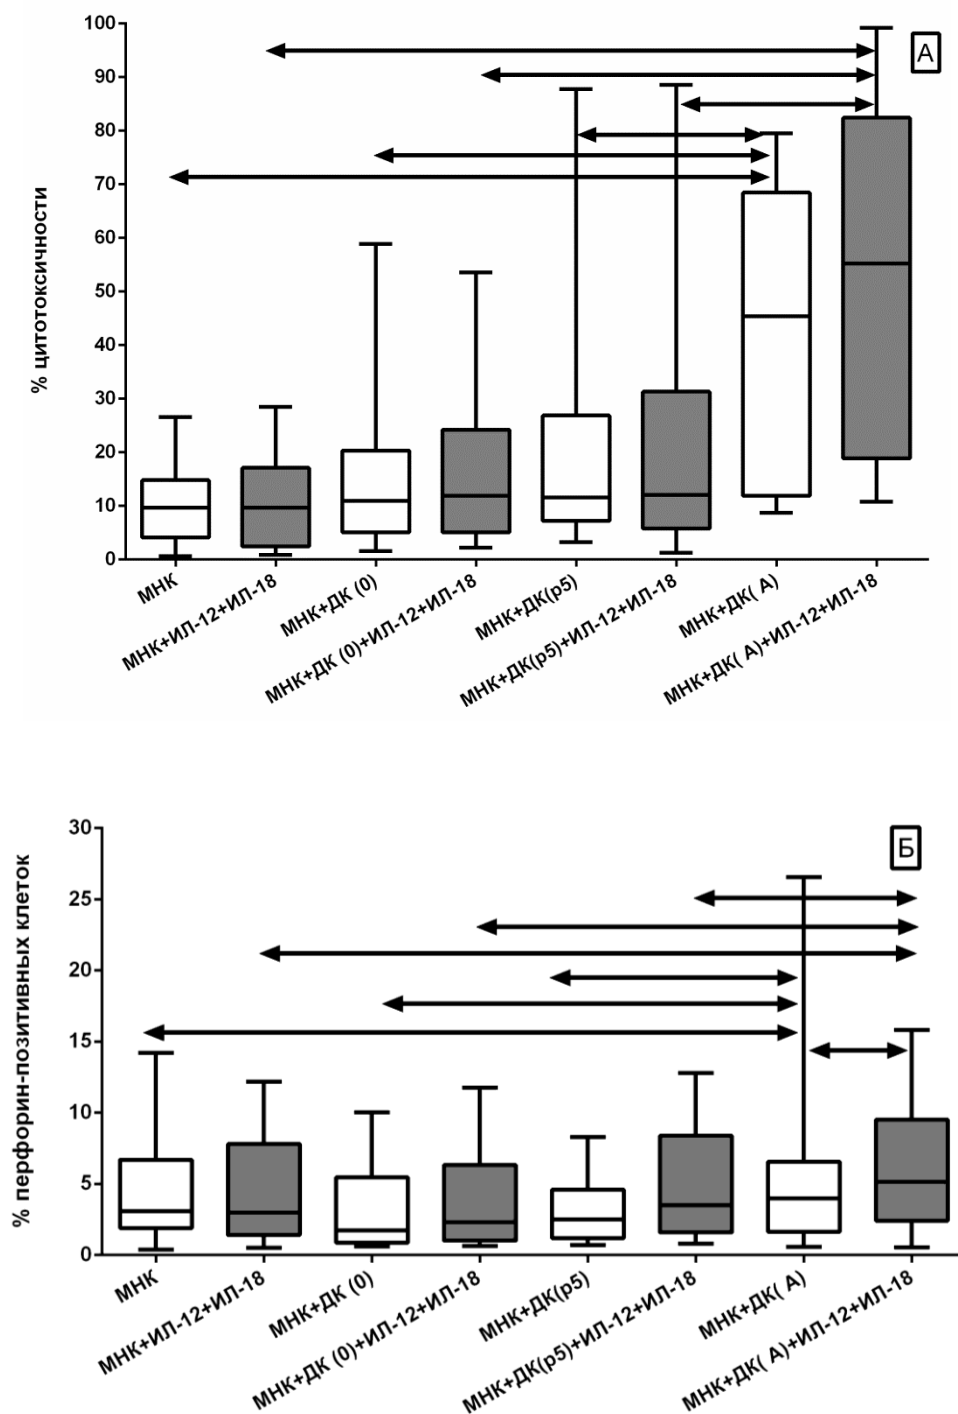 А
% цитотоксичности
100
90
80
70
60
50
40
30
20
10
0
МНК
МНК+ИЛ-12+ИЛ-18
МНК+ДК (0)
МНК+ДК (0)+ИЛ-12+ИЛ-18
МНК+ДК(p5)
МНК+ДК(p5)+ИЛ-12+ИЛ-18
МНК+ДК( А)
МНК+ДК( А)+ИЛ-12+ИЛ-18
Б
% перфорин-позитивных клеток
30
25
20
15
10
5
0
МНК
МНК+ИЛ-12+ИЛ-18
МНК+ДК (0)
МНК+ДК (0)+ИЛ-12+ИЛ-18
МНК+ДК(p5)
МНК+ДК(p5)+ИЛ-12+ИЛ-18
МНК+ДК( А)
МНК+ДК( А)+ИЛ-12+ИЛ-18